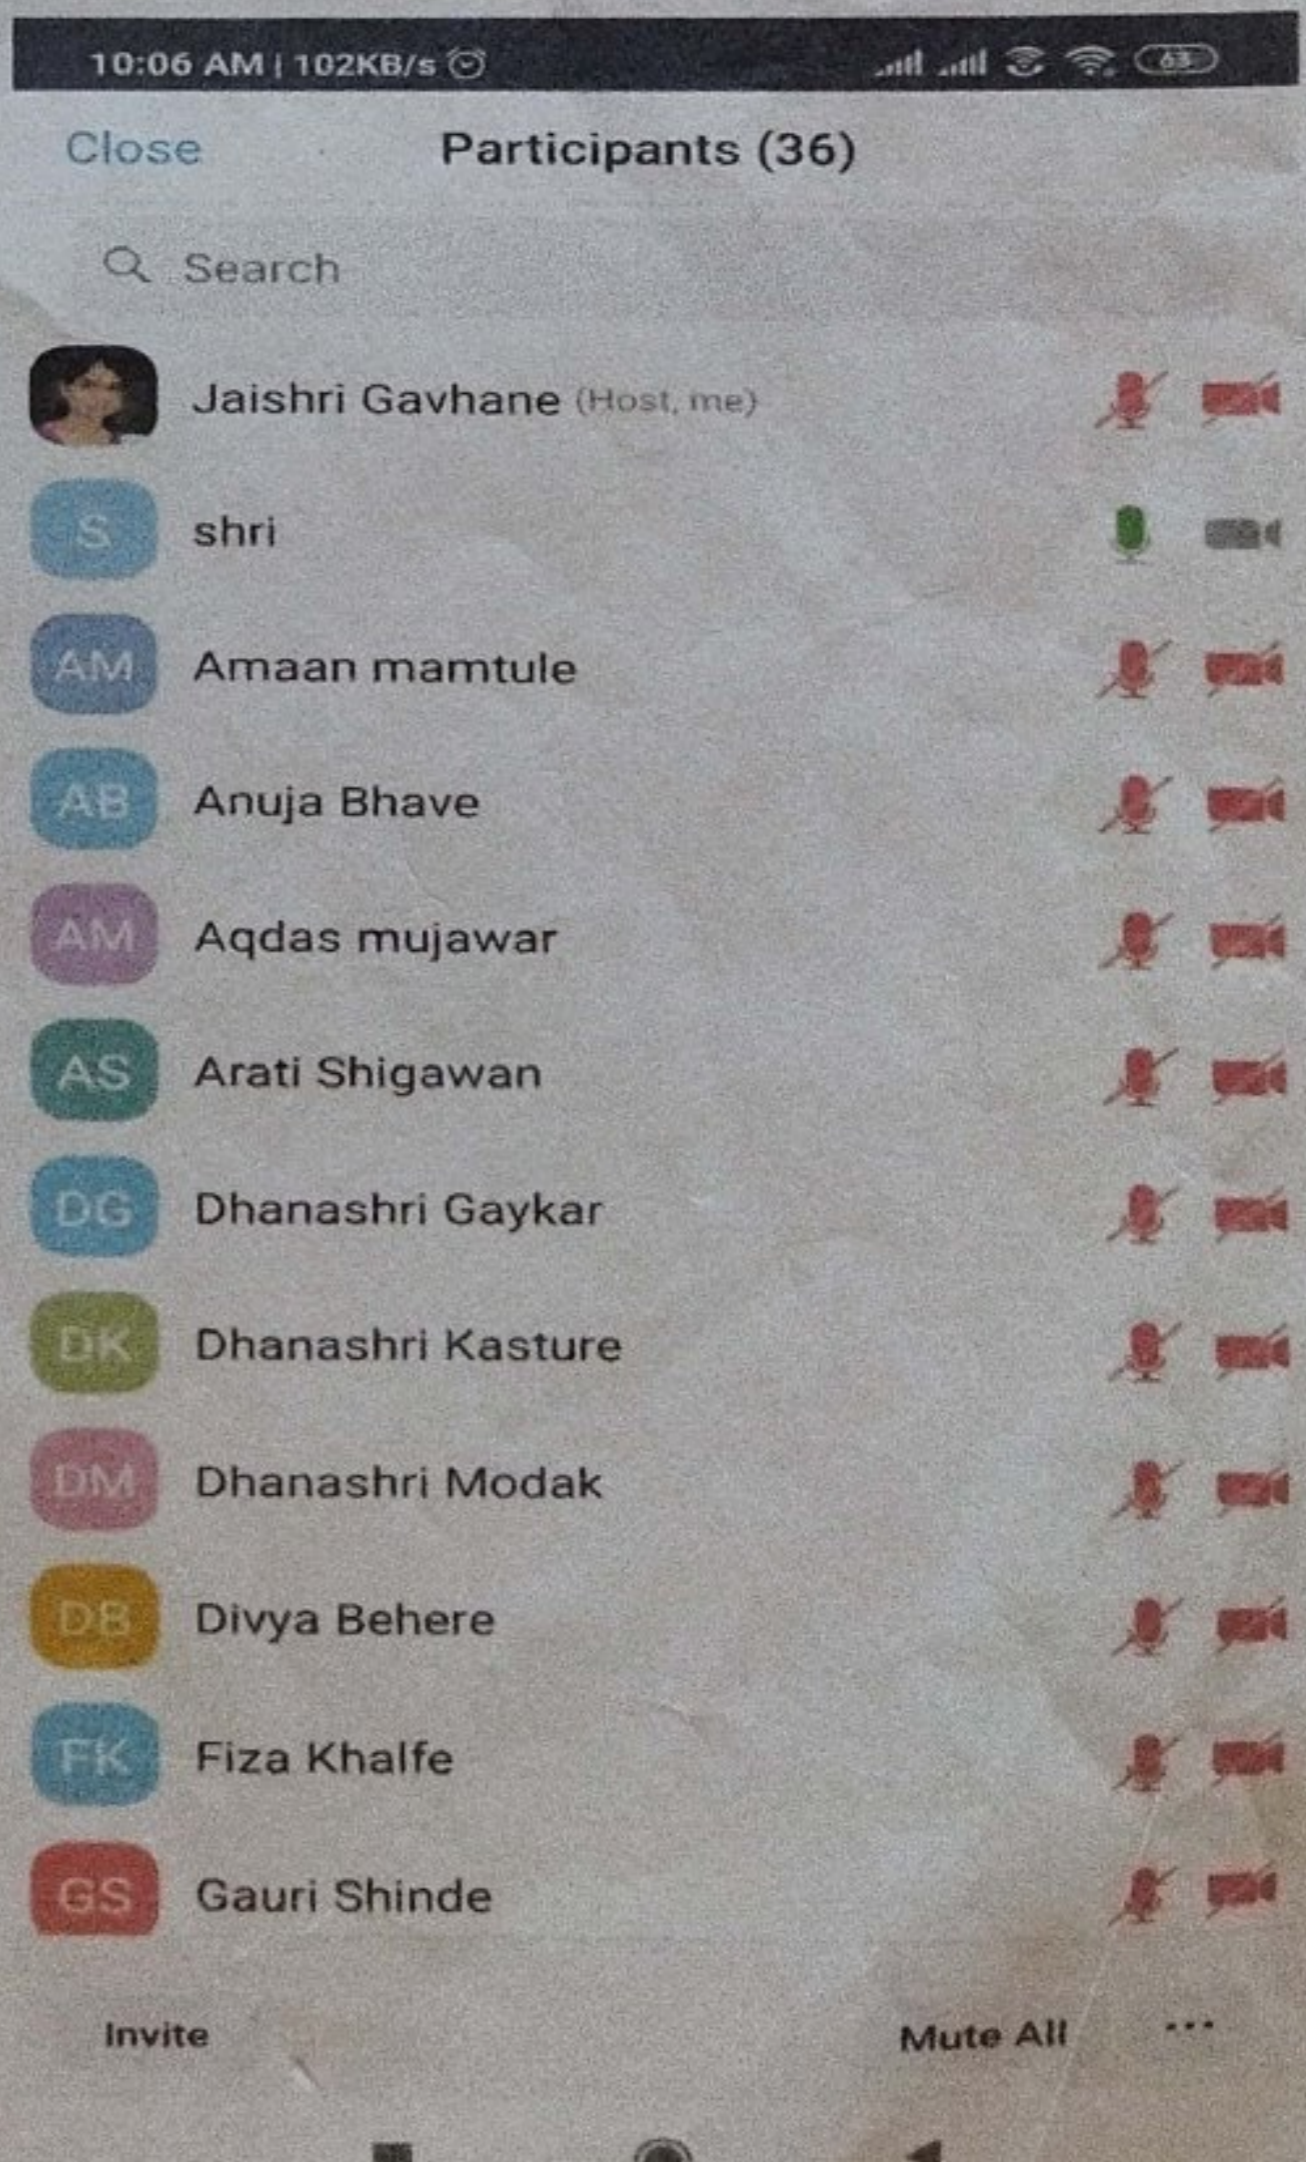 10:06 AM | 102KB/s 63
Close Participants (36)
Search
Jaishri Gavhane (Host, me)
S shri
AM Amaan mamtule
AB Anuja Bhave
AM Aqdas mujawar
AS Arati Shigawan
DG Dhanashri Gaykar
DK Dhanashri Kasture
DM Dhanashri Modak
DB Divya Behere
FK Fiza Khalfe
GS Gauri Shinde
Invite Mute All ...